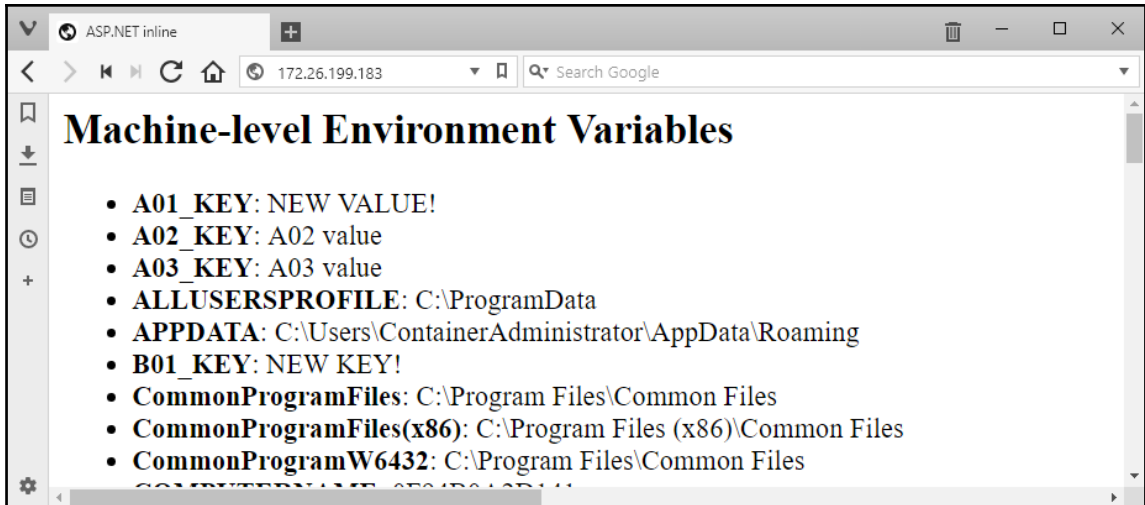 ASP.NET inline
172.26.199.183
Search Google
Machine-level Environment Variables
• A01_KEY: NEW VALUE!
• A02_KEY: A02 value
• A03_KEY: A03 value
• ALLUSERSPROFILE: C:\ProgramData
• APPDATA: C:\Users\ContainerAdministrator\AppData\Roaming
• B01_KEY: NEW KEY!
• CommonProgramFiles: C:\Program Files\Common Files
• CommonProgramFiles(x86): C:\Program Files (x86)\Common Files
• CommonProgramW6432: C:\Program Files\Common Files